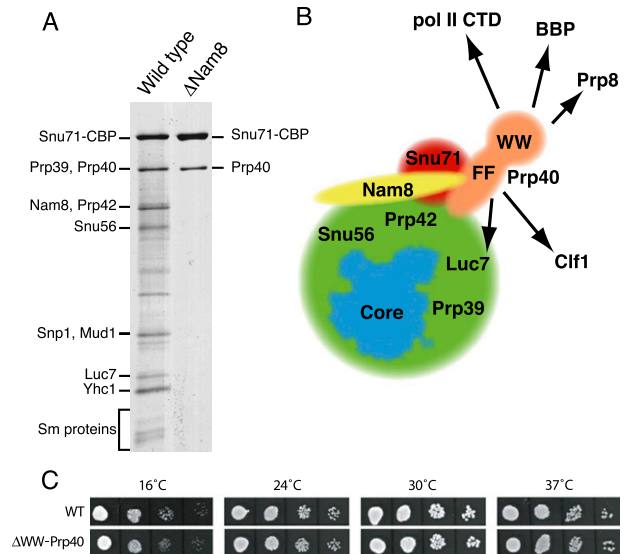 A
Wild type
ΔNam8
Snu71-CBP
Snu71-CBP
Prp39, Prp40
Prp40
Nam8, Prp42
Snu56
Snp1, Mud1
Luc7
Yhc1
Sm proteins
B
pol II CTD
BBP
Prp8
WW
Snu71
FF
Prp40
Nam8
Prp42
Snu56
Luc7
Clf1
Core
Prp39
C
16˚C
24˚C
30˚C
37˚C
WT
ΔWW-Prp40